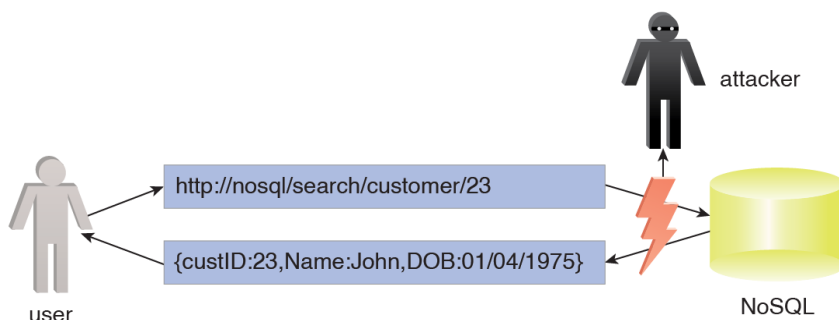 attacker
http://nosql/search/customer/23
{custID:23,Name:John,DOB:01/04/1975}
user
NoSQL